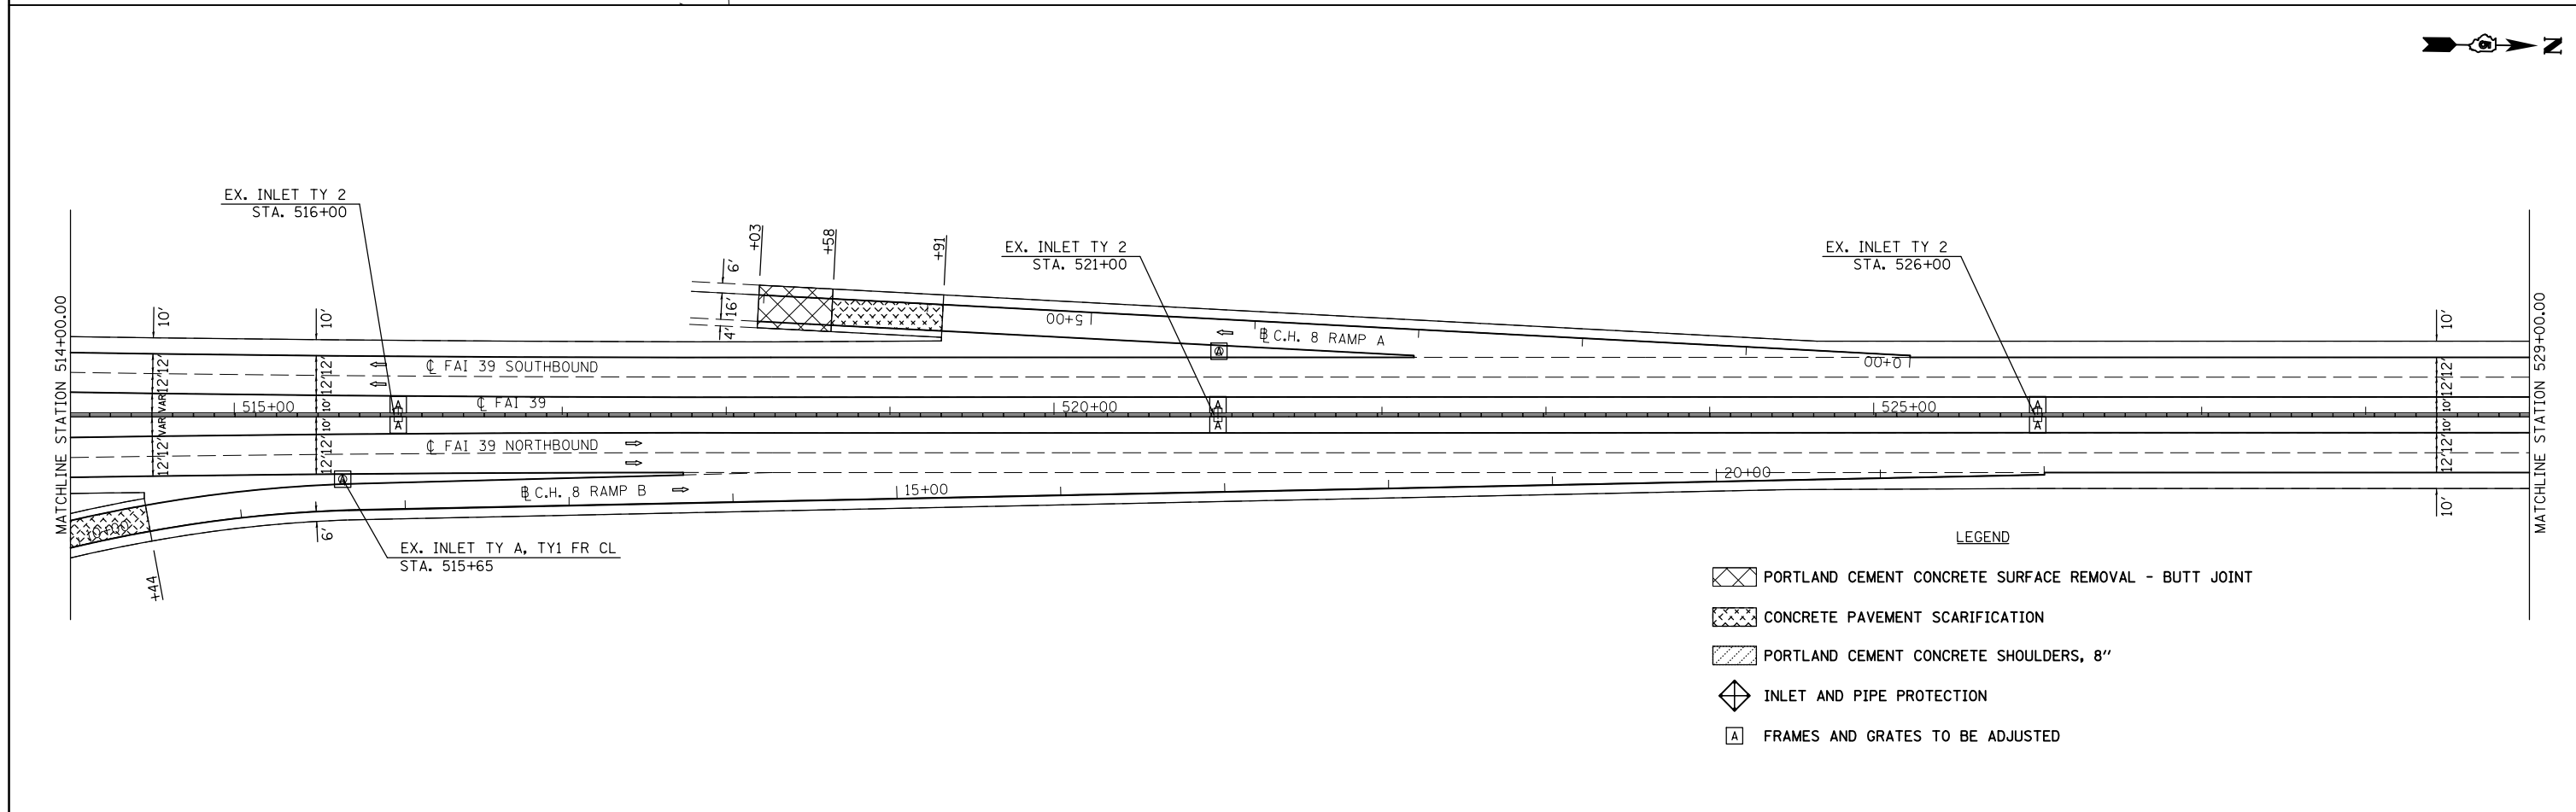 N
EX. INLET TY 2
STA. 516+00
+03
+58
+91
EX. INLET TY 2
STA. 521+00
EX. INLET TY 2
STA. 526+00
6'
16'
4'
10'
10'
10'
MATCHLINE STATION 514+00.00
MATCHLINE STATION 529+00.00
5+00
℄ C.H. 8 RAMP A
0+00
℄ FAI 39 SOUTHBOUND
12'12'
12'12'
12'12'
VAR VAR
10' 10'
10' 10'
515+00
℄ FAI 39
520+00
525+00
A
A
A
A
A
A
℄ FAI 39 NORTHBOUND
12'12'
12'12'
12'12'
℄ C.H. 8 RAMP B
15+00
20+00
10+00
6'
10'
+44
EX. INLET TY A, TY1 FR CL
STA. 515+65
LEGEND
PORTLAND CEMENT CONCRETE SURFACE REMOVAL - BUTT JOINT
CONCRETE PAVEMENT SCARIFICATION
PORTLAND CEMENT CONCRETE SHOULDERS, 8"
INLET AND PIPE PROTECTION
A FRAMES AND GRATES TO BE ADJUSTED